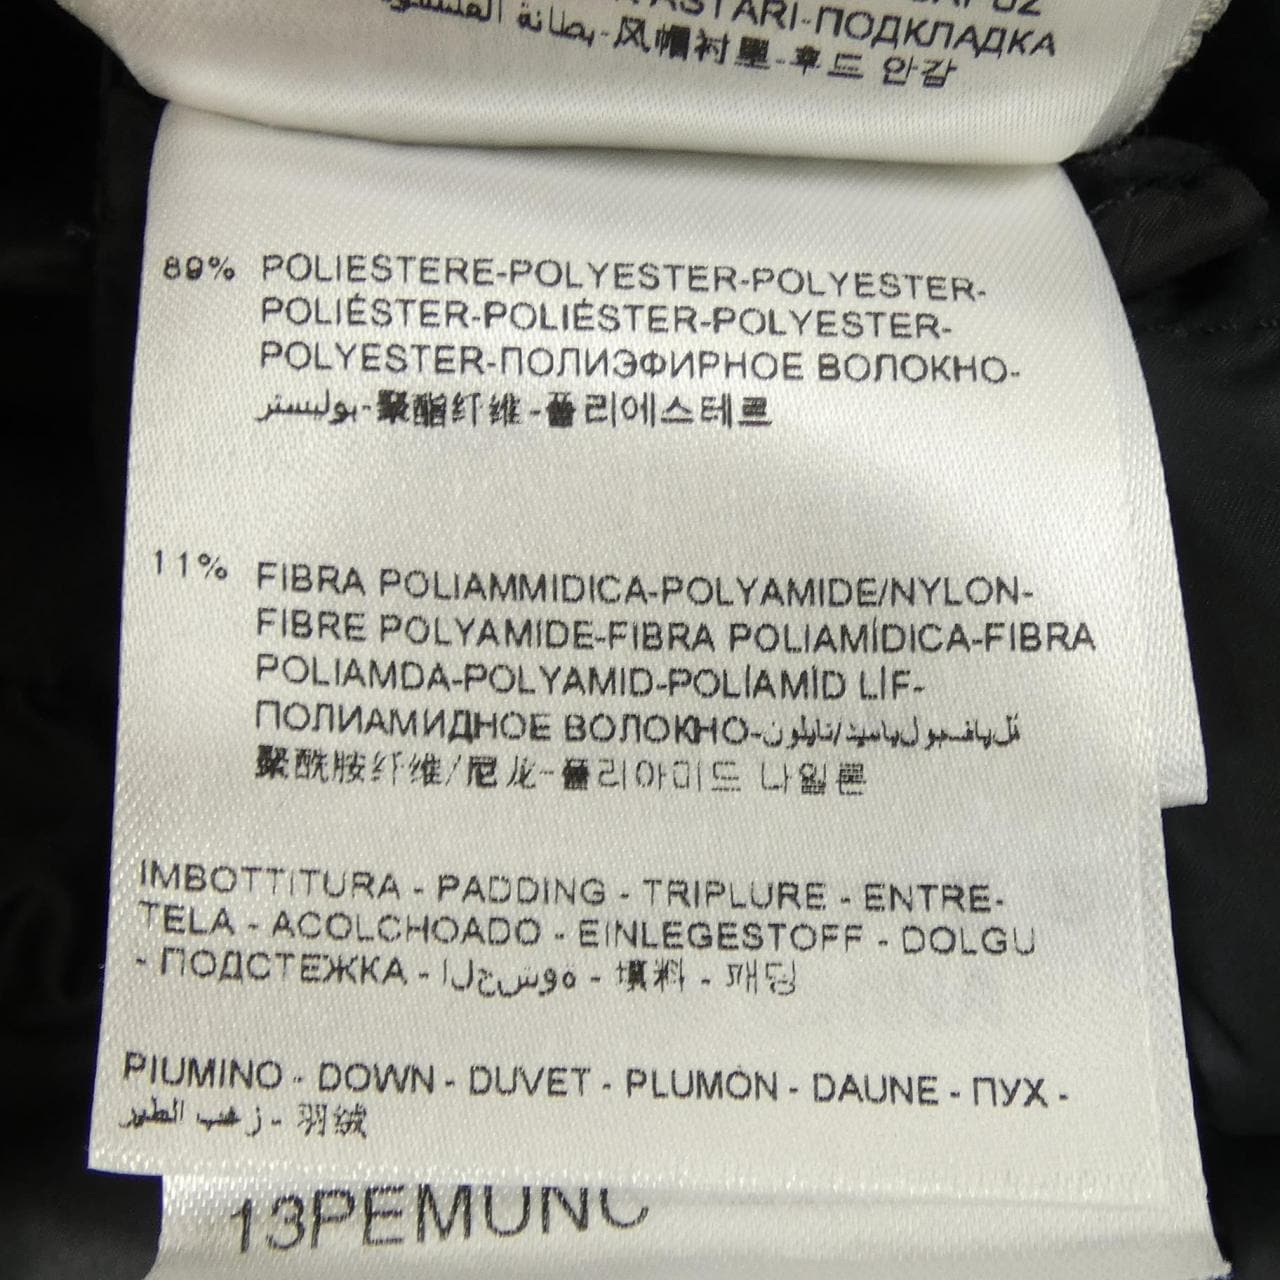 ASTARI-ПОДКЛАДКА
بطانة-风帽衬里-후드 안감
89% POLIESTERE-POLYESTER-POLYESTER-
POLIÉSTER-POLIÉSTER-POLYESTER-
POLYESTER-ПОЛИЭФИРНОЕ ВОЛОКНО-
بوليستر-聚酯纤维-폴리에스테르
11% FIBRA POLIAMMIDICA-POLYAMIDE/NYLON-
FIBRE POLYAMIDE-FIBRA POLIAMÍDICA-FIBRA
POLIAMDA-POLYAMID-POLİAMİD LİF-
ПОЛИАМИДНОЕ ВОЛОКНО-
聚酰胺纤维/尼龙-폴리아미드 나일론
IMBOTTITURA - PADDING - TRIPLURE - ENTRE-
TELA - ACOLCHOADO - EINLEGESTOFF - DOLGU
- ПОДСТЕЖКА - الحشوة - 填料 - 패딩
PIUMINO - DOWN - DUVET - PLUMÓN - DAUNE - ПУХ -
زغب الطير - 羽绒
13PEMUNC